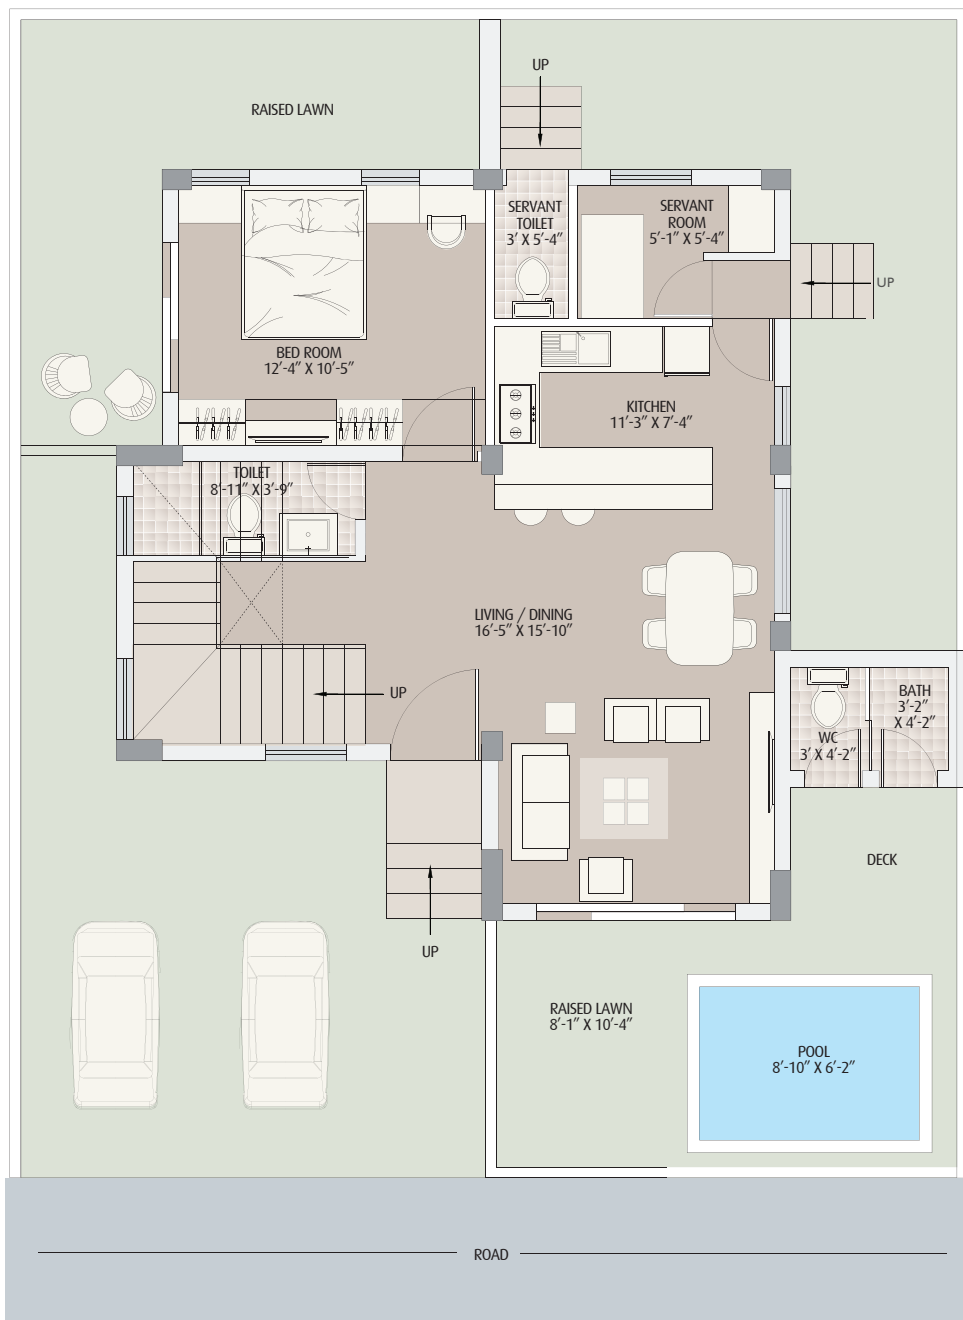 UP
RAISED LAWN
SERVANT
TOILET
3′ X 5′-4″
SERVANT
ROOM
5′-1″ X 5′-4″
UP
BED ROOM
12′-4″ X 10′-5″
KITCHEN
11′-3″ X 7′-4″
TOILET
8′-11″ X 3′-9″
LIVING / DINING
16′-5″ X 15′-10″
UP
BATH
3′-2″
X 4′-2″
WC
3′ X 4′-2″
DECK
UP
RAISED LAWN
8′-1″ X 10′-4″
POOL
8′-10″ X 6′-2″
ROAD